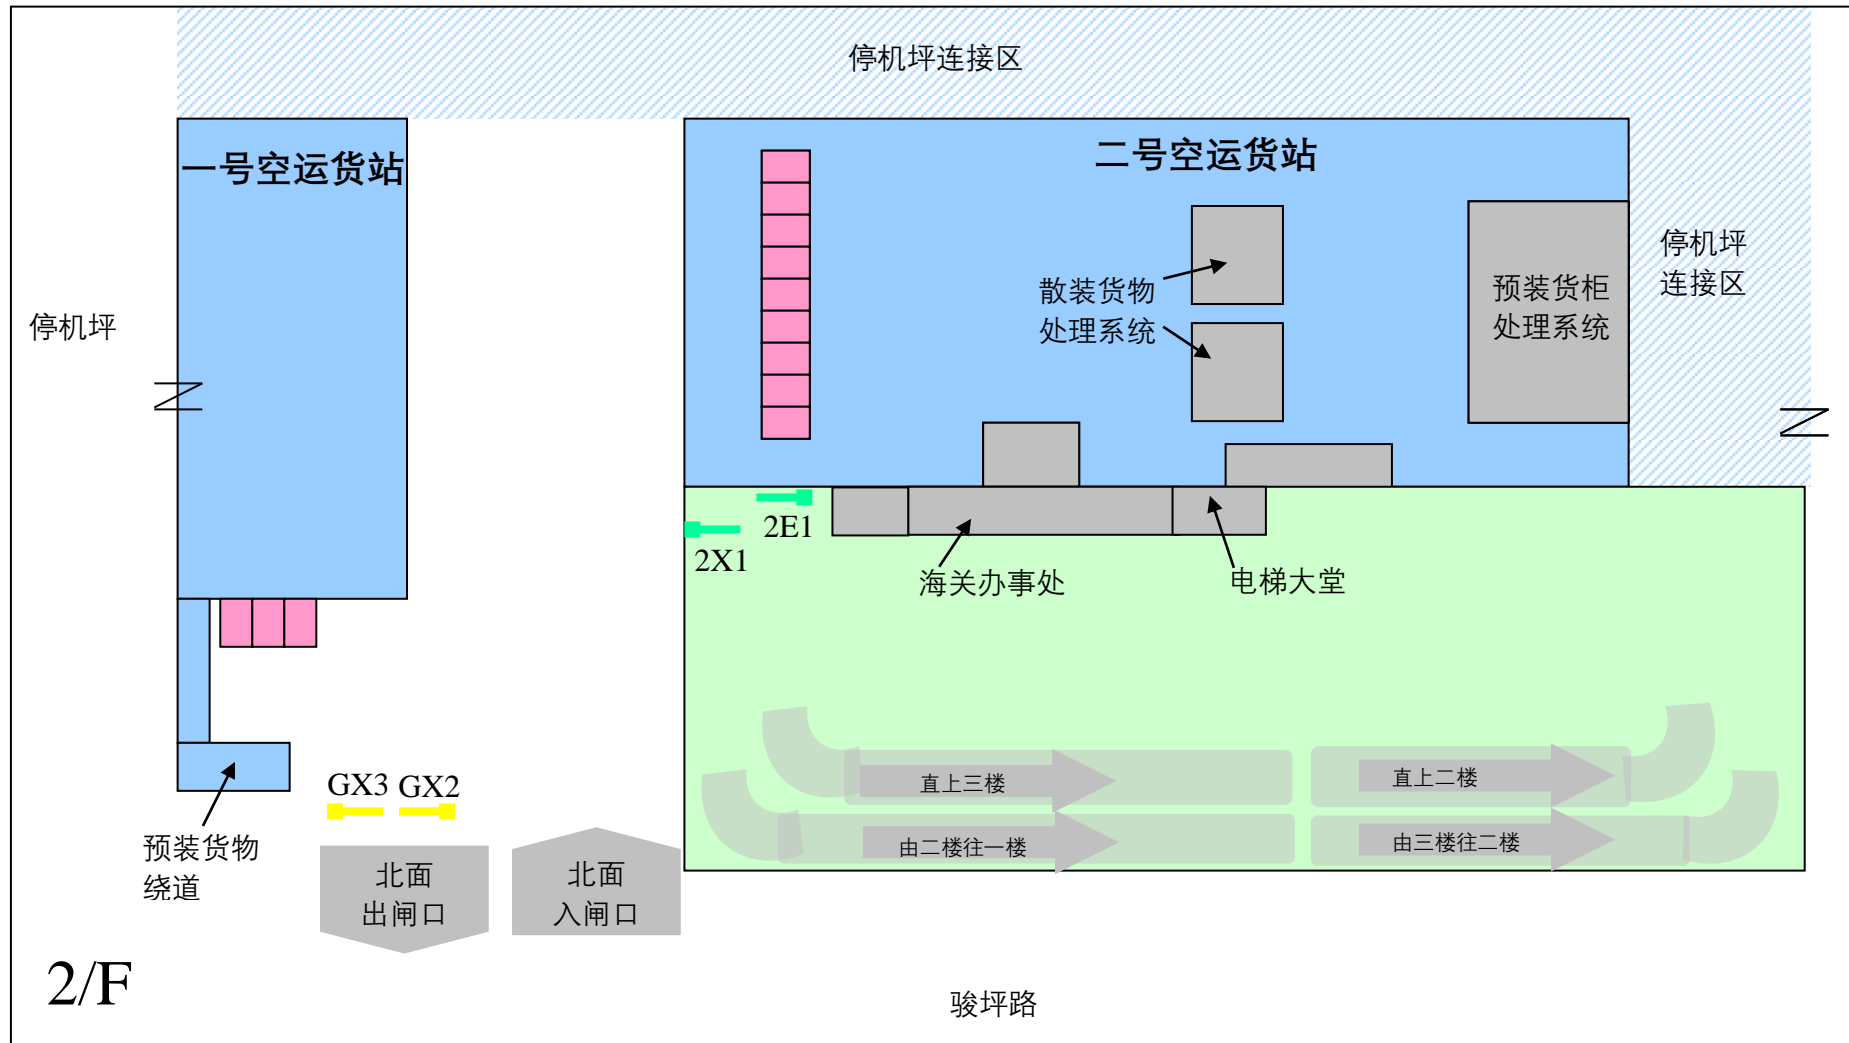 停机坪连接区
一号空运货站
二号空运货站
停机坪
连接区
散装货物
处理系统
预装货柜
处理系统
停机坪
2E1
2X1
海关办事处
电梯大堂
直上三楼
直上二楼
GX3
GX2
由二楼往一楼
由三楼往二楼
预装货物
绕道
北面
出闸口
北面
入闸口
2/F
骏坪路